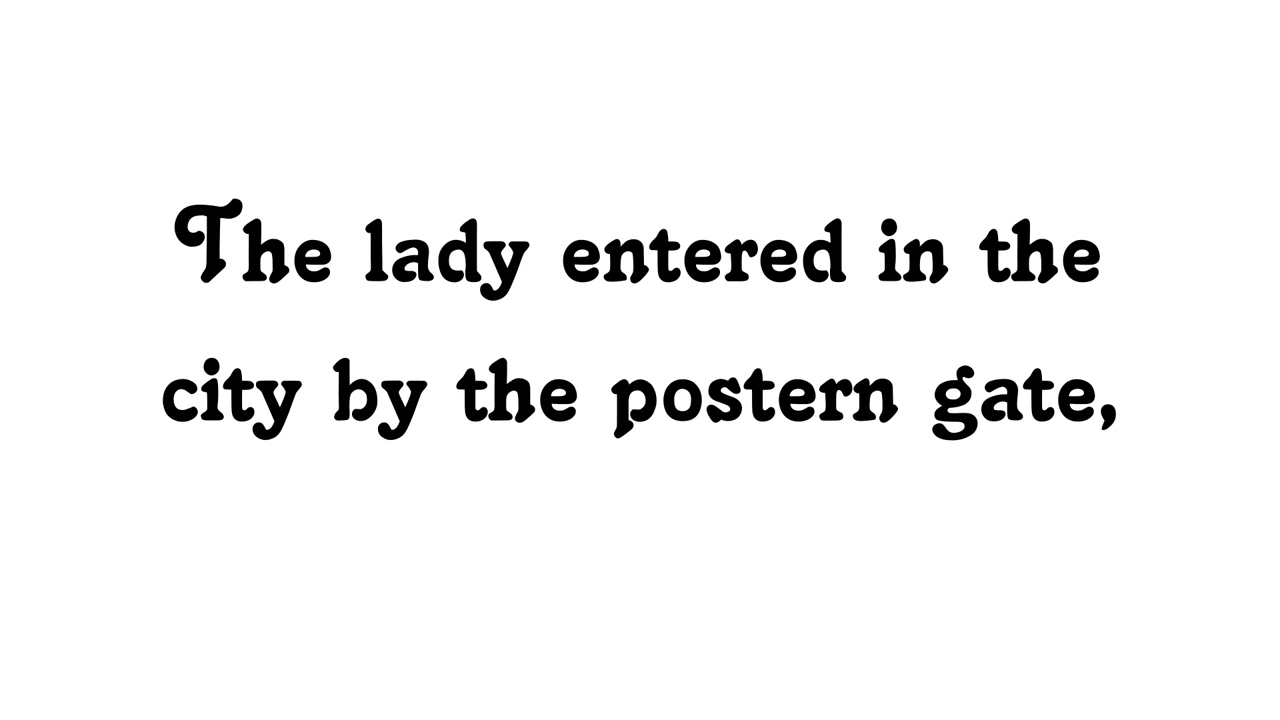 The lady entered in the
city by the postern gate,